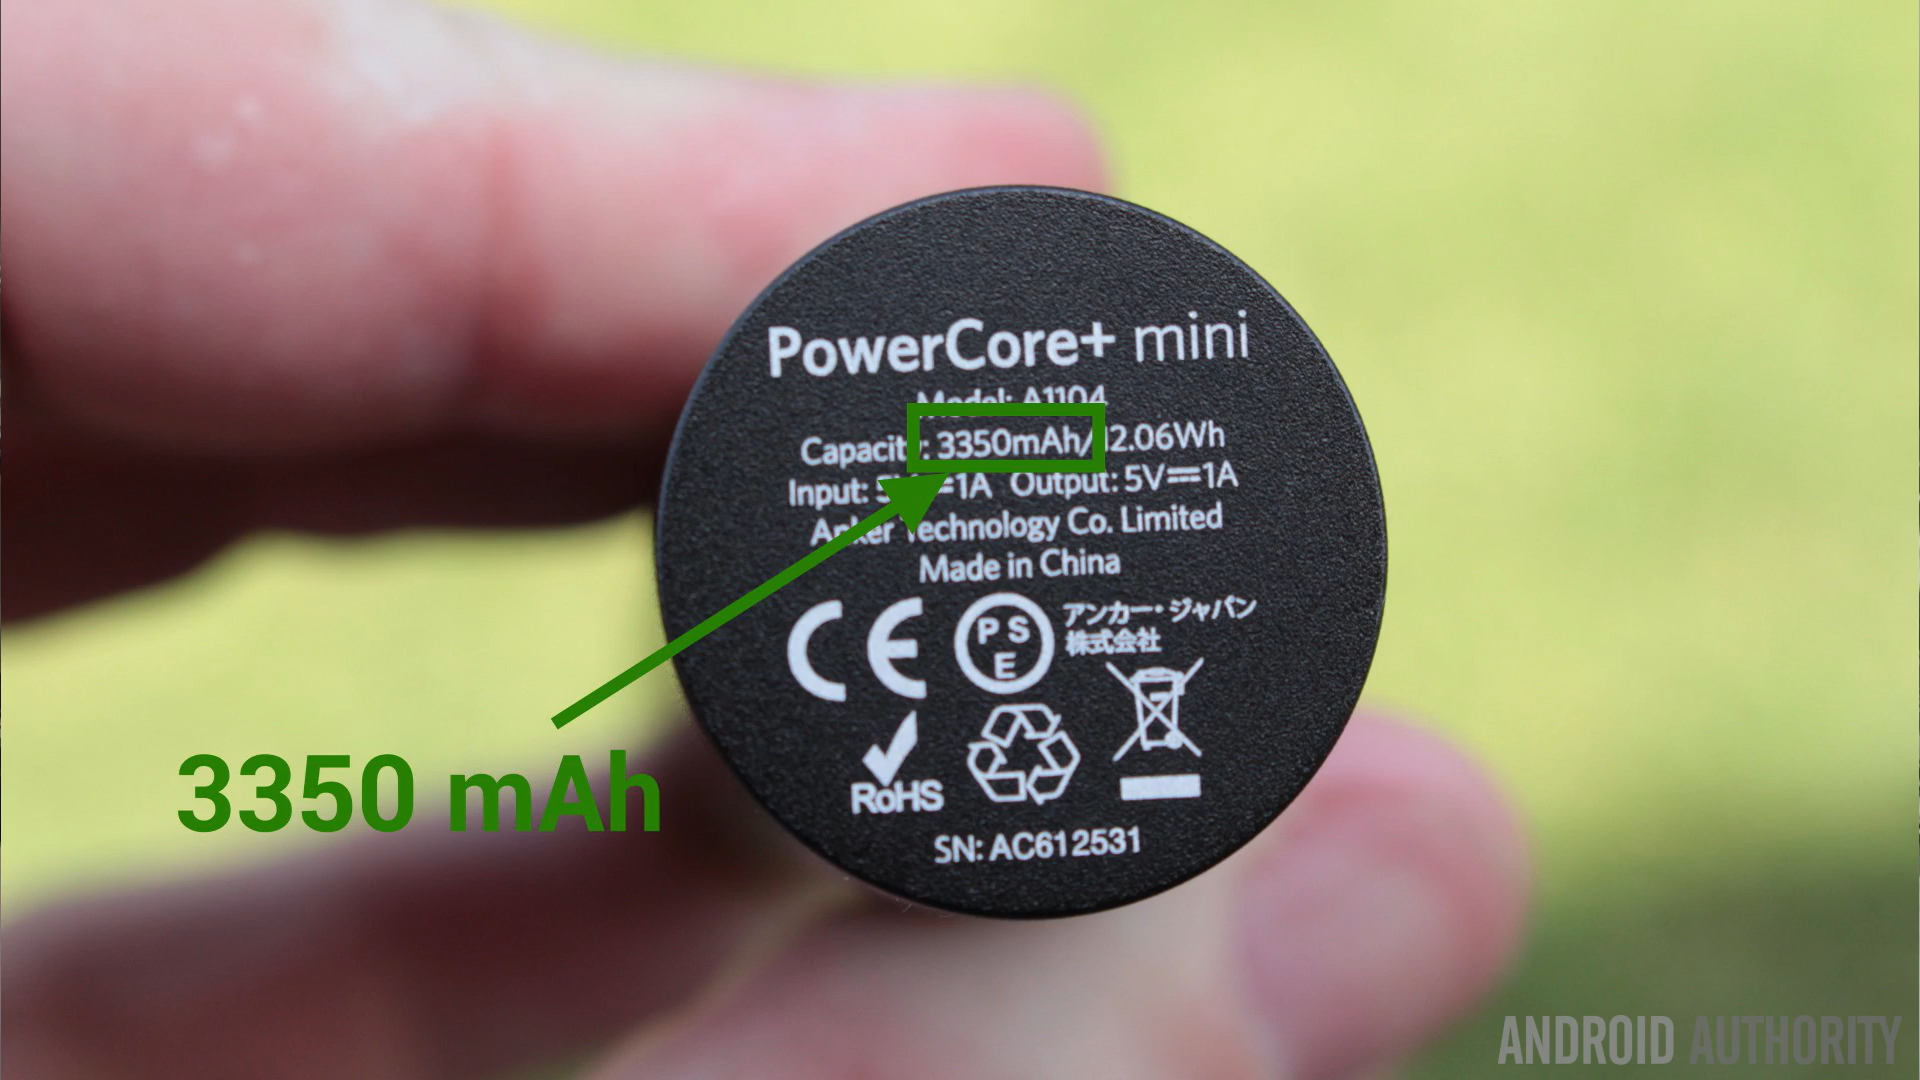 PowerCore+ mini
Model: A1104
Capacity: 3350mAh/12.06Wh
Input: 5V⎓1A Output: 5V⎓1A
Anker Technology Co. Limited
Made in China
CE
PSE
アンカー・ジャパン
株式会社
RoHS
SN: AC612531
3350 mAh
ANDROID AUTHORITY